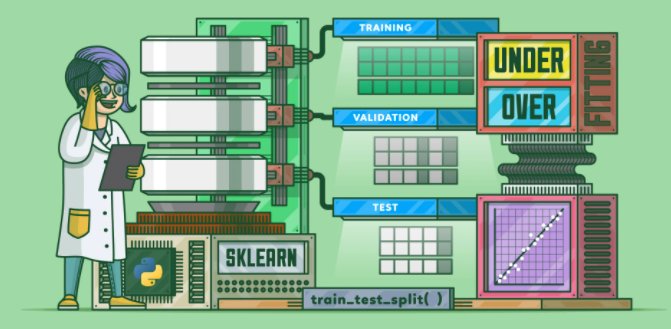 TRAINING
VALIDATION
TEST
UNDER
OVER
FITTING
SKLEARN
train_test_split( )